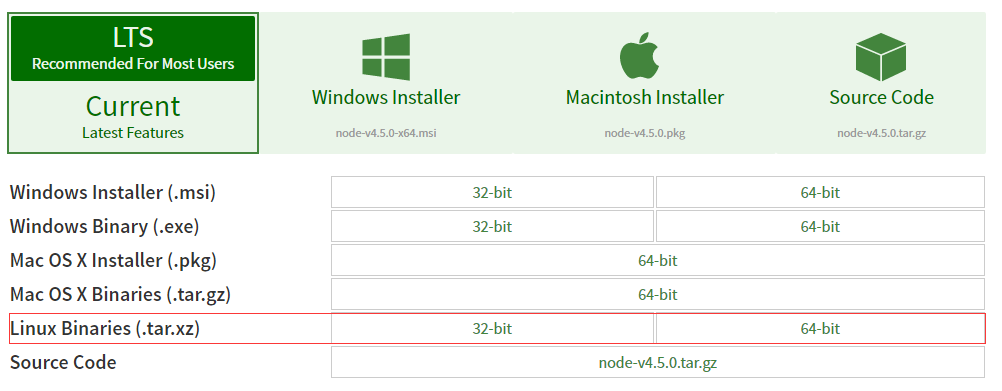 LTS
Recommended For Most Users
Current
Latest Features
Windows Installer
node-v4.5.0-x64.msi
Macintosh Installer
node-v4.5.0.pkg
Source Code
node-v4.5.0.tar.gz
Windows Installer (.msi) 32-bit 64-bit
Windows Binary (.exe) 32-bit 64-bit
Mac OS X Installer (.pkg) 64-bit
Mac OS X Binaries (.tar.gz) 64-bit
Linux Binaries (.tar.xz) 32-bit 64-bit
Source Code node-v4.5.0.tar.gz